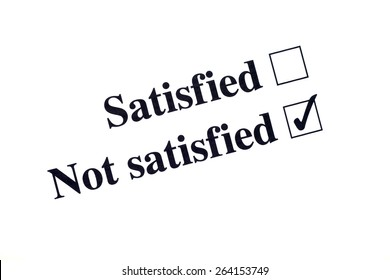 Satisfied ☐
Not satisfied ☑
shutterstock.com · 264153749